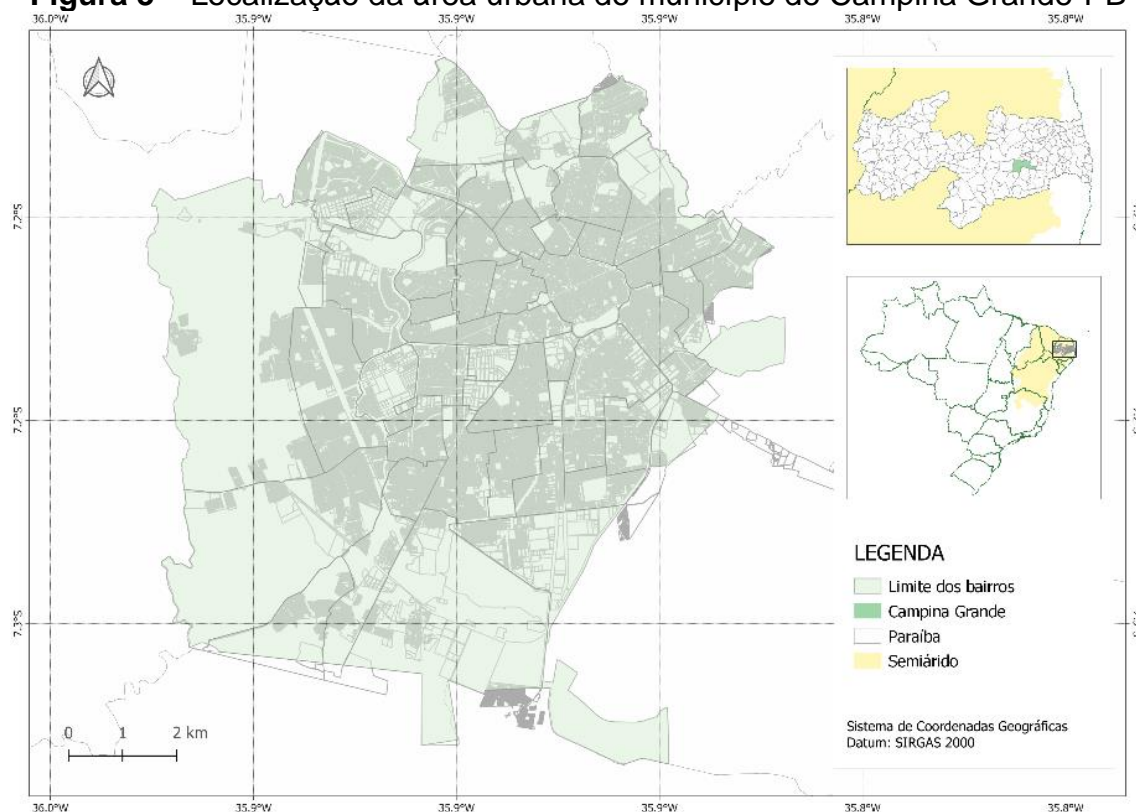 Figura – Localização da área urbana do município de Campina Grande-PB
36.0°W 35.9°W 35.9°W 35.8°W 35.8°W
7.2°S
7.2°S
7.3°S
0 1 2 km
LEGENDA
Limite dos bairros
Campina Grande
Paraíba
Semiárido
Sistema de Coordenadas Geográficas
Datum: SIRGAS 2000
36.0°W 35.9°W 35.9°W 35.9°W 35.8°W 35.8°W